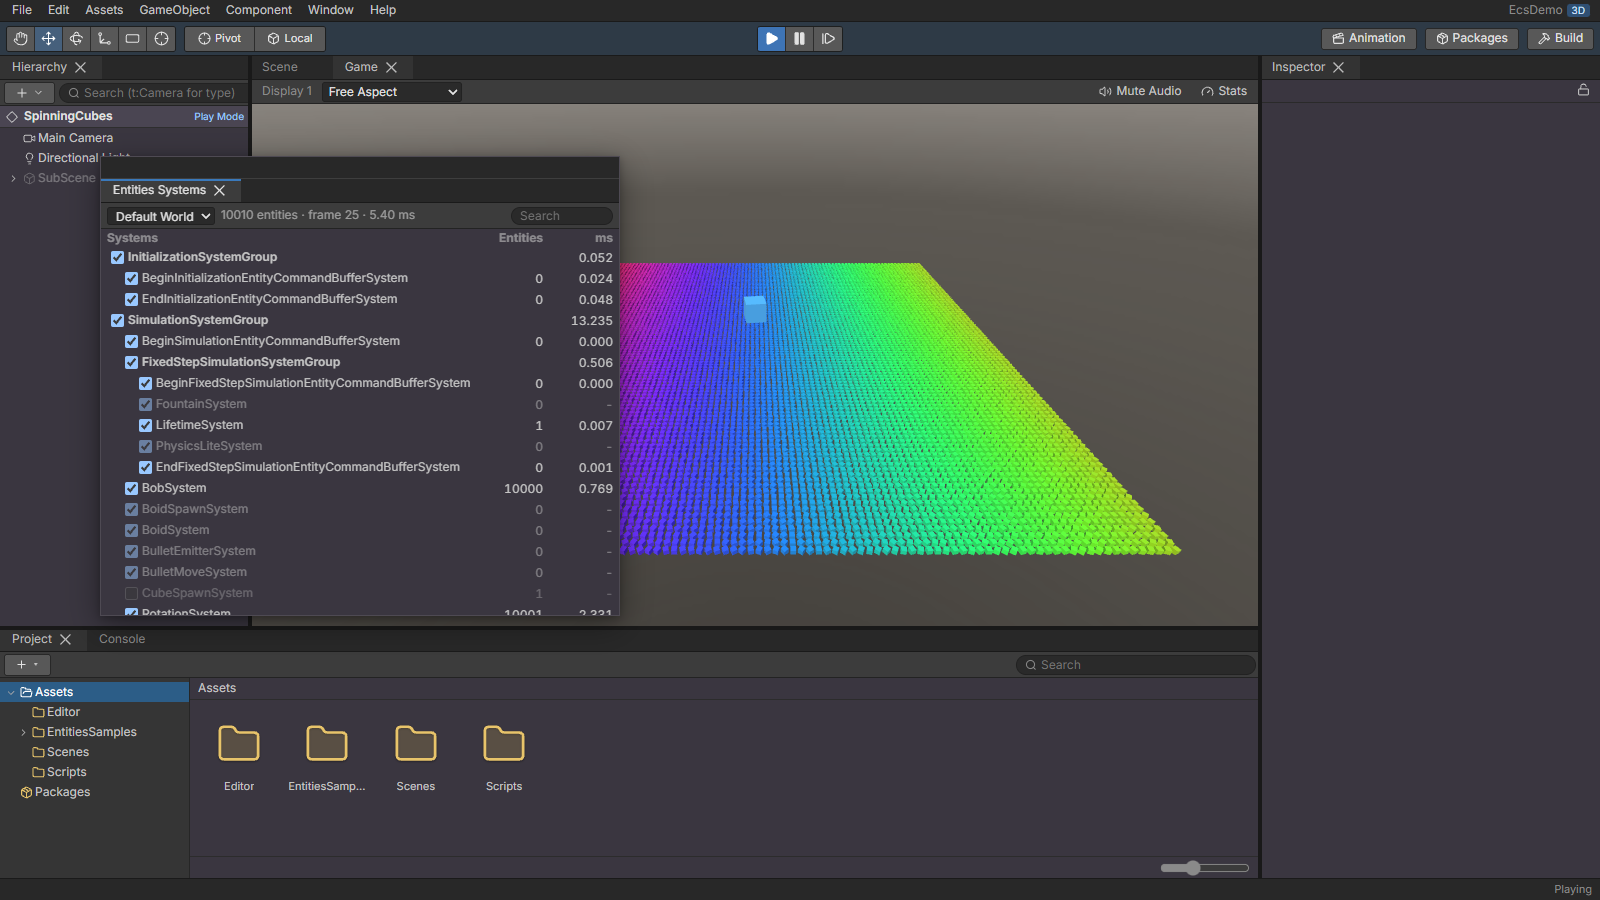 File Edit Assets GameObject Component Window Help
EcsDemo 3D
Pivot Local
Animation Packages Build
Hierarchy
Scene Game
Inspector
Search (t:Camera for type)
Display 1 Free Aspect
Mute Audio Stats
SpinningCubes Play Mode
Main Camera
Directional
SubScene
Entities Systems
Default World 10010 entities · frame 25 · 5.40 ms Search
Systems Entities ms
InitializationSystemGroup 0.052
BeginInitializationEntityCommandBufferSystem 0 0.024
EndInitializationEntityCommandBufferSystem 0 0.048
SimulationSystemGroup 13.235
BeginSimulationEntityCommandBufferSystem 0 0.000
FixedStepSimulationSystemGroup 0.506
BeginFixedStepSimulationEntityCommandBufferSystem 0 0.000
FountainSystem 0 -
LifetimeSystem 1 0.007
PhysicsLiteSystem 0 -
EndFixedStepSimulationEntityCommandBufferSystem 0 0.001
BobSystem 10000 0.769
BoidSpawnSystem 0 -
BoidSystem 0 -
BulletEmitterSystem 0 -
BulletMoveSystem 0 -
CubeSpawnSystem 1 -
RotationSystem 10001 2.331
Project Console
Search
Assets
Editor
EntitiesSamples
Scenes
Scripts
Packages
Assets
Editor EntitiesSamp... Scenes Scripts
Playing